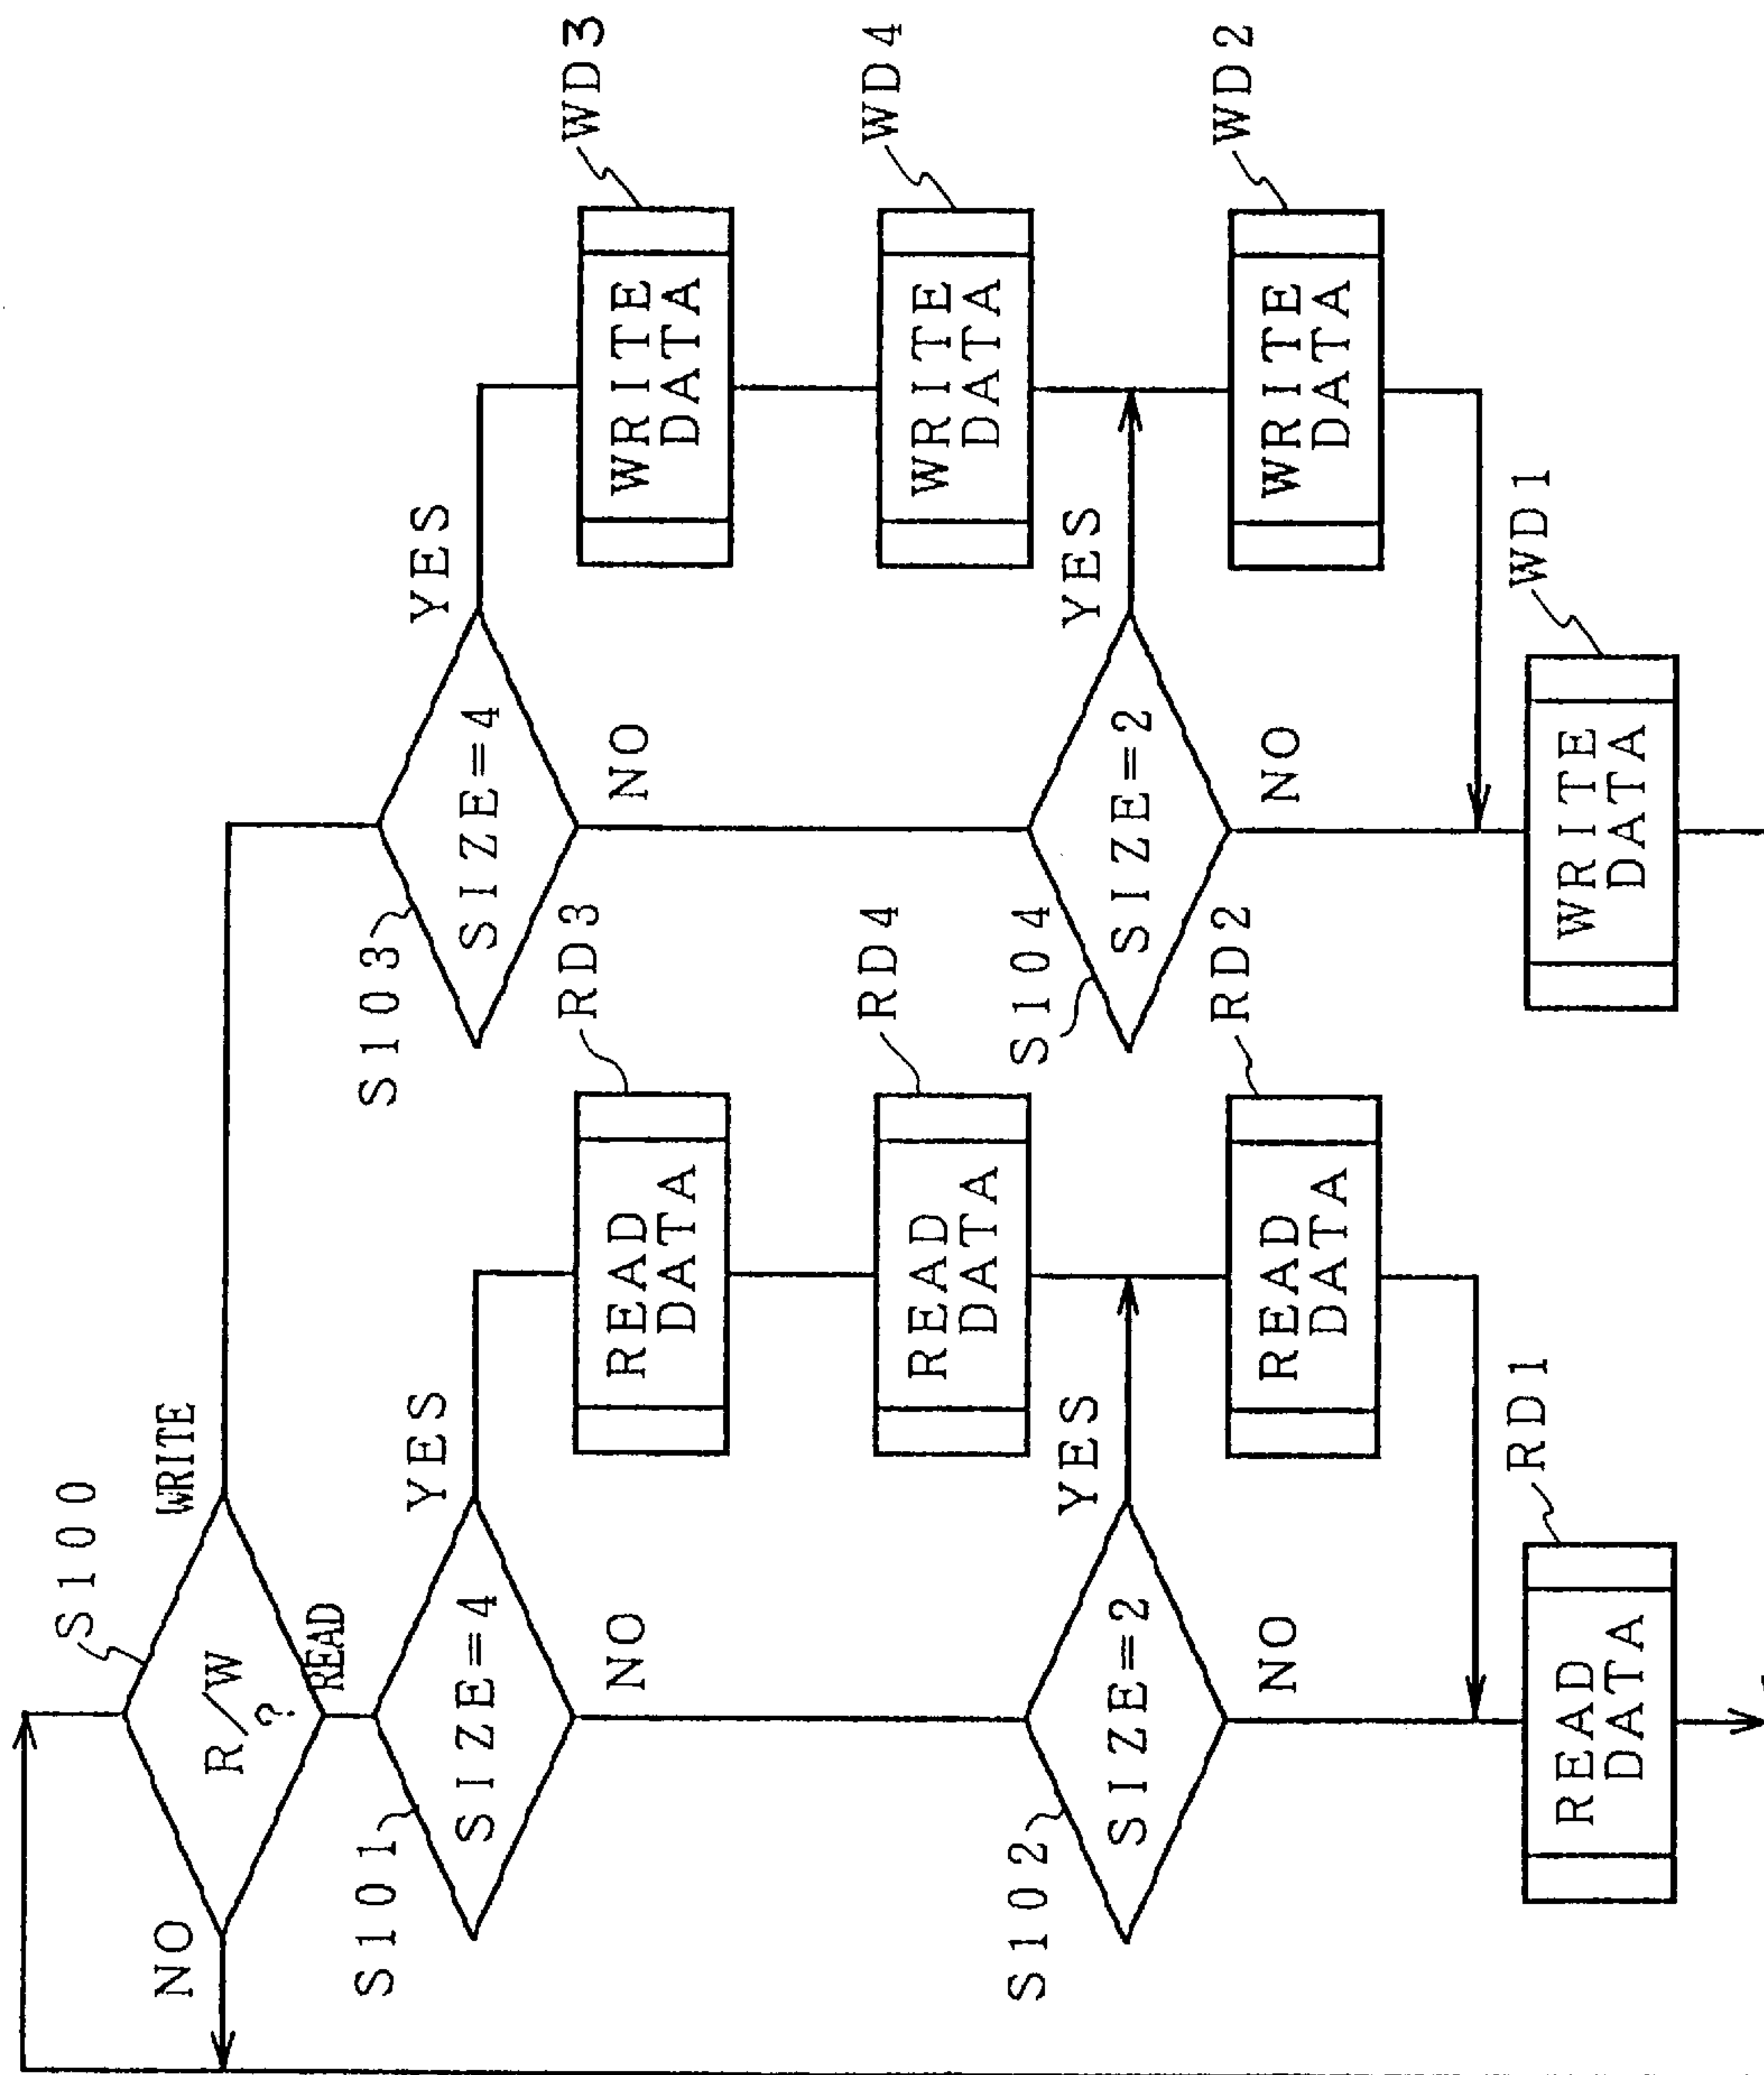 S100
R/W
?
NO
WRITE
READ
S101
SIZE=4
YES
NO
RD3
READ
DATA
RD4
READ
DATA
S102
SIZE=2
YES
NO
RD2
READ
DATA
RD1
READ
DATA
S103
SIZE=4
YES
NO
WD3
WRITE
DATA
WD4
WRITE
DATA
S104
SIZE=2
YES
NO
WD2
WRITE
DATA
WD1
WRITE
DATA